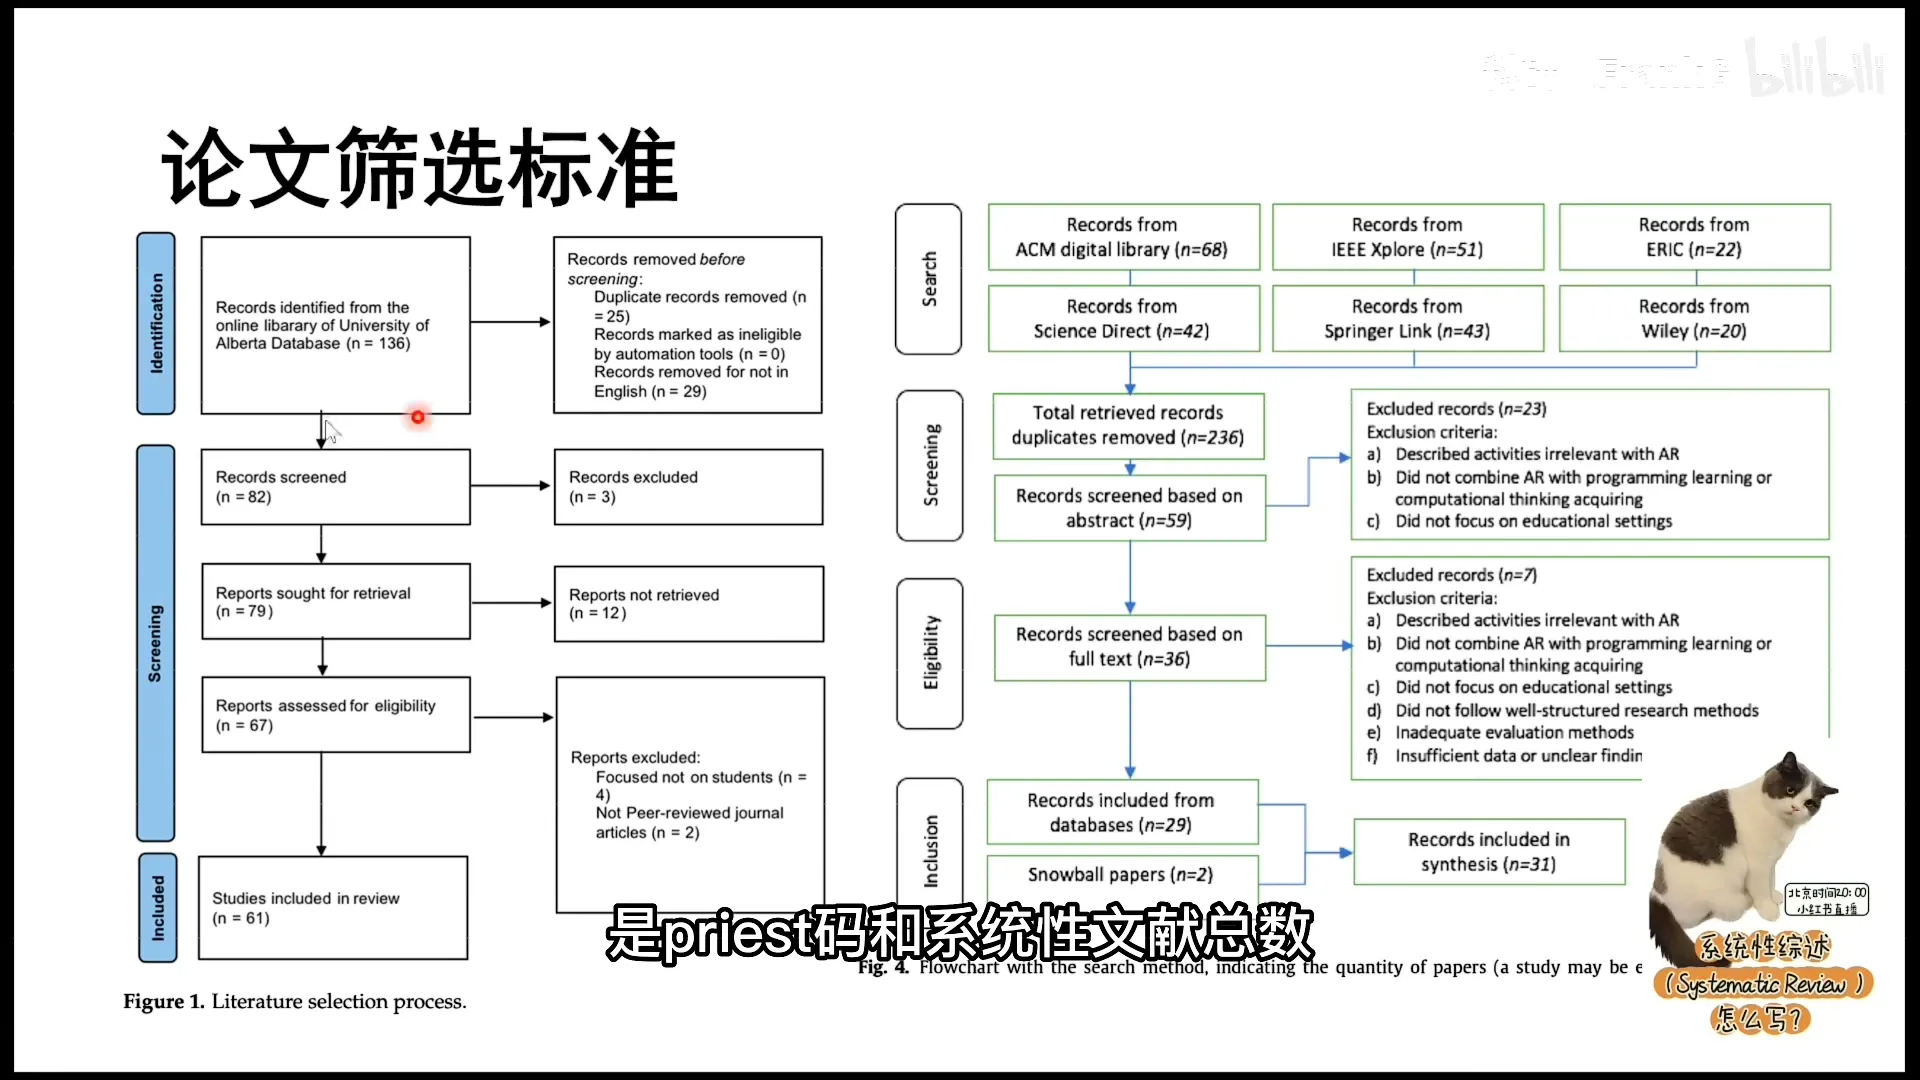 bilibili
论文筛选标准
Identification
Records identified from the
online libarary of University of
Alberta Database (n = 136)
Records removed before
screening:
Duplicate records removed (n
= 25)
Records marked as ineligible
by automation tools (n = 0)
Records removed for not in
English (n = 29)
Screening
Records screened
(n = 82)
Records excluded
(n = 3)
Reports sought for retrieval
(n = 79)
Reports not retrieved
(n = 12)
Reports assessed for eligibility
(n = 67)
Reports excluded:
Focused not on students (n =
4)
Not Peer-reviewed journal
articles (n = 2)
Included
Studies included in review
(n = 61)
Figure 1. Literature selection process.
Search
Records from
ACM digital library (n=68)
Records from
IEEE Xplore (n=51)
Records from
ERIC (n=22)
Records from
Science Direct (n=42)
Records from
Springer Link (n=43)
Records from
Wiley (n=20)
Screening
Total retrieved records
duplicates removed (n=236)
Records screened based on
abstract (n=59)
Excluded records (n=23)
Exclusion criteria:
a) Described activities irrelevant with AR
b) Did not combine AR with programming learning or
computational thinking acquiring
c) Did not focus on educational settings
Eligibility
Records screened based on
full text (n=36)
Excluded records (n=7)
Exclusion criteria:
a) Described activities irrelevant with AR
b) Did not combine AR with programming learning or
computational thinking acquiring
c) Did not focus on educational settings
d) Did not follow well-structured research methods
e) Inadequate evaluation methods
f) Insufficient data or unclear findin
Inclusion
Records included from
databases (n=29)
Snowball papers (n=2)
Records included in
synthesis (n=31)
Fig. 4. Flowchart with the search method, indicating the quantity of papers (a study may be e
是priest码和系统性文献总数
北京时间20:00
小红书直播
系统性综述
(Systematic Review)
怎么写?